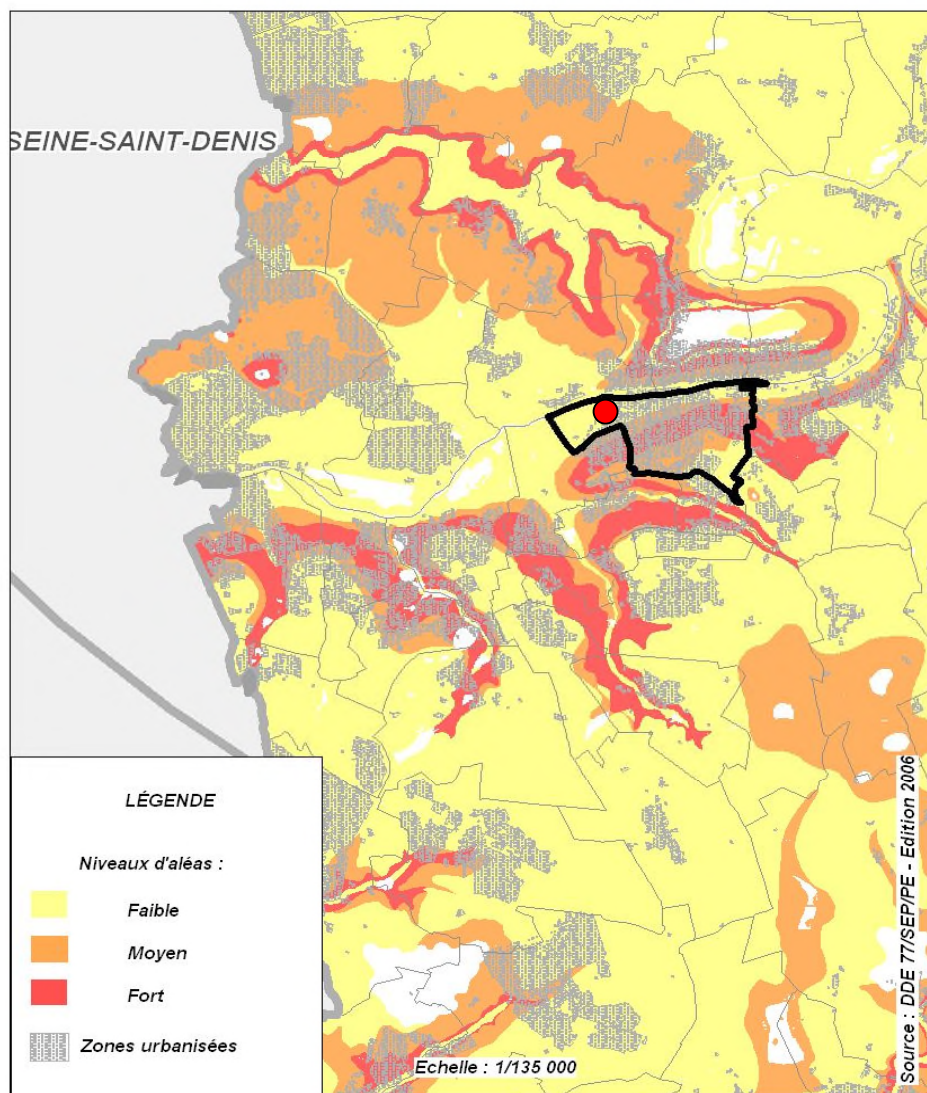 SEINE-SAINT-DENIS
LÉGENDE
Niveaux d'aléas :
Faible
Moyen
Fort
Zones urbanisées
Echelle : 1/135 000
Source : DDE 77/SEP/PE - Edition 2006